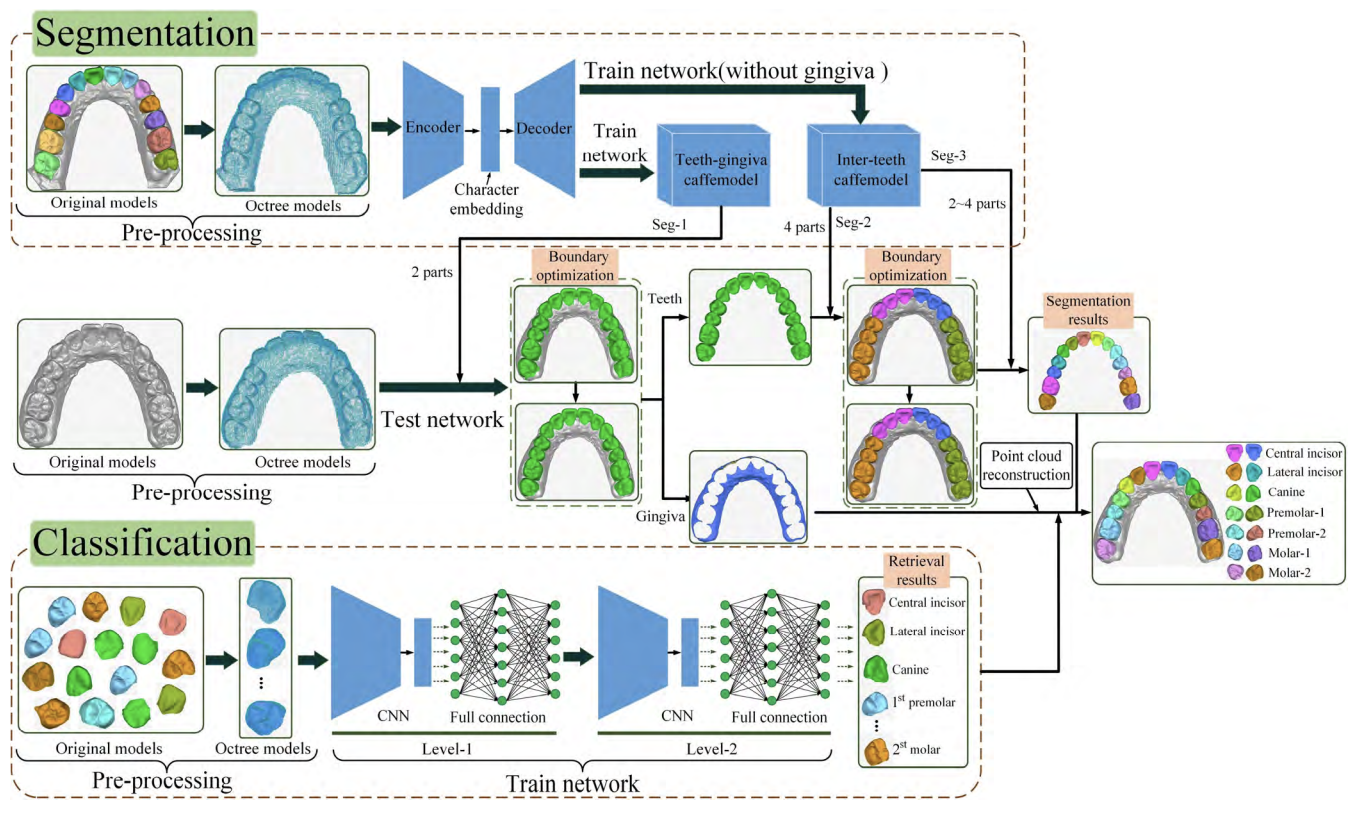 Segmentation
Original models
Octree models
Pre-processing
Encoder
Decoder
Character
embedding
Train network(without gingiva )
Train
network
Teeth-gingiva
caffemodel
Inter-teeth
caffemodel
Seg-1
Seg-2
Seg-3
2 parts
4 parts
2~4 parts
Boundary
optimization
Teeth
Gingiva
Boundary
optimization
Segmentation
results
Original models
Octree models
Pre-processing
Test network
Point cloud
reconstruction
Central incisor
Lateral incisor
Canine
Premolar-1
Premolar-2
Molar-1
Molar-2
Classification
Original models
Octree models
Pre-processing
CNN
Full connection
Level-1
CNN
Full connection
Level-2
Train network
Retrieval
results
Central incisor
Lateral incisor
Canine
1st premolar
2st molar